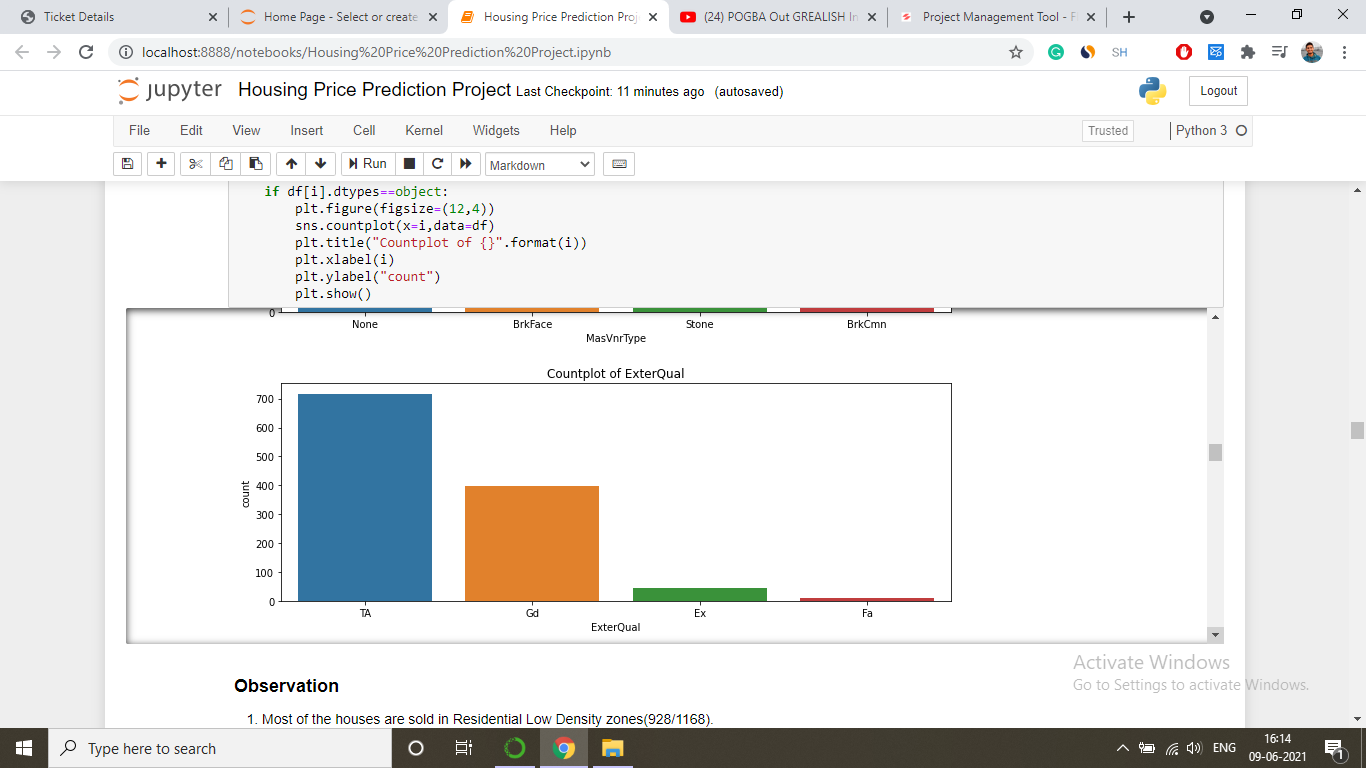 Ticket Details
Home Page - Select or create
Housing Price Prediction Proj
(24) POGBA Out GREALISH In
Project Management Tool - F
localhost:8888/notebooks/Housing%20Price%20Prediction%20Project.ipynb
SH
jupyter Housing Price Prediction Project Last Checkpoint: 11 minutes ago (autosaved)
Logout
File Edit View Insert Cell Kernel Widgets Help
Trusted
Python 3
Run
Markdown
if df[i].dtypes==object:
plt.figure(figsize=(12,4))
sns.countplot(x=i,data=df)
plt.title("Countplot of {}".format(i))
plt.xlabel(i)
plt.ylabel("count")
plt.show()
0
None BrkFace Stone BrkCmn
MasVnrType
Countplot of ExterQual
700
600
500
400
300
200
100
0
count
TA Gd Ex Fa
ExterQual
Observation
1. Most of the houses are sold in Residential Low Density zones(928/1168).
Activate Windows
Go to Settings to activate Windows.
Type here to search
ENG
16:14
09-06-2021
1